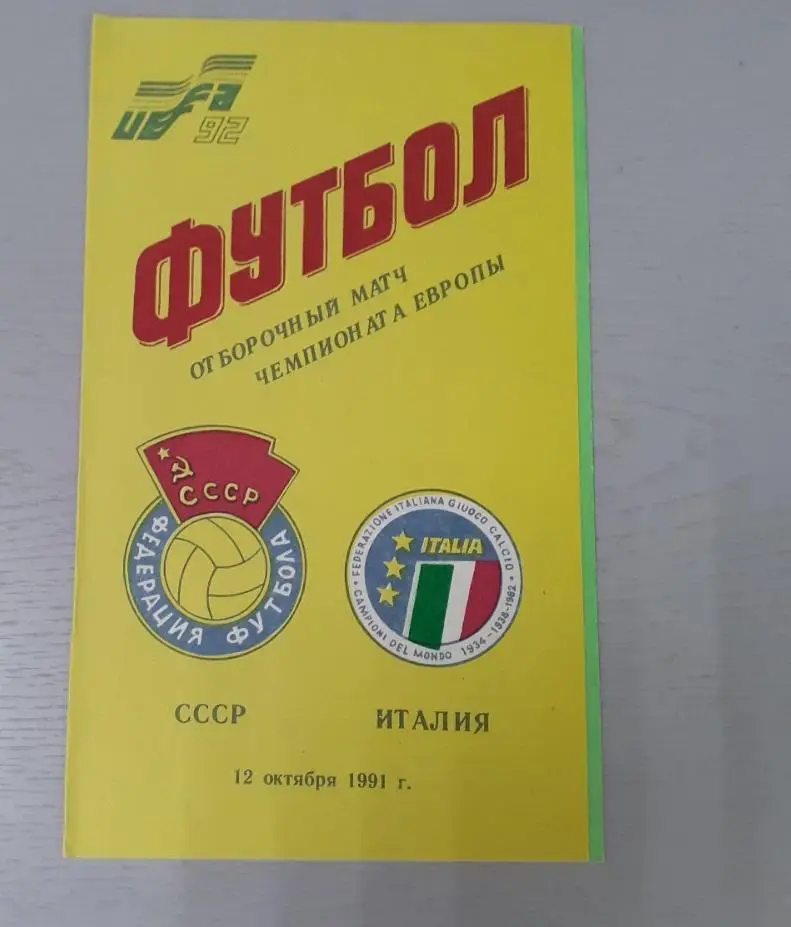 UEFA
92
ФУТБОЛ
ОТБОРОЧНЫЙ МАТЧ
ЧЕМПИОНАТА ЕВРОПЫ
СССР
ФЕДЕРАЦИЯ ФУТБОЛА
FEDERAZIONE ITALIANA GIUOCO CALCIO
ITALIA
CAMPIONI DEL MONDO 1934-1938-1982
СССР
ИТАЛИЯ
12 октября 1991 г.